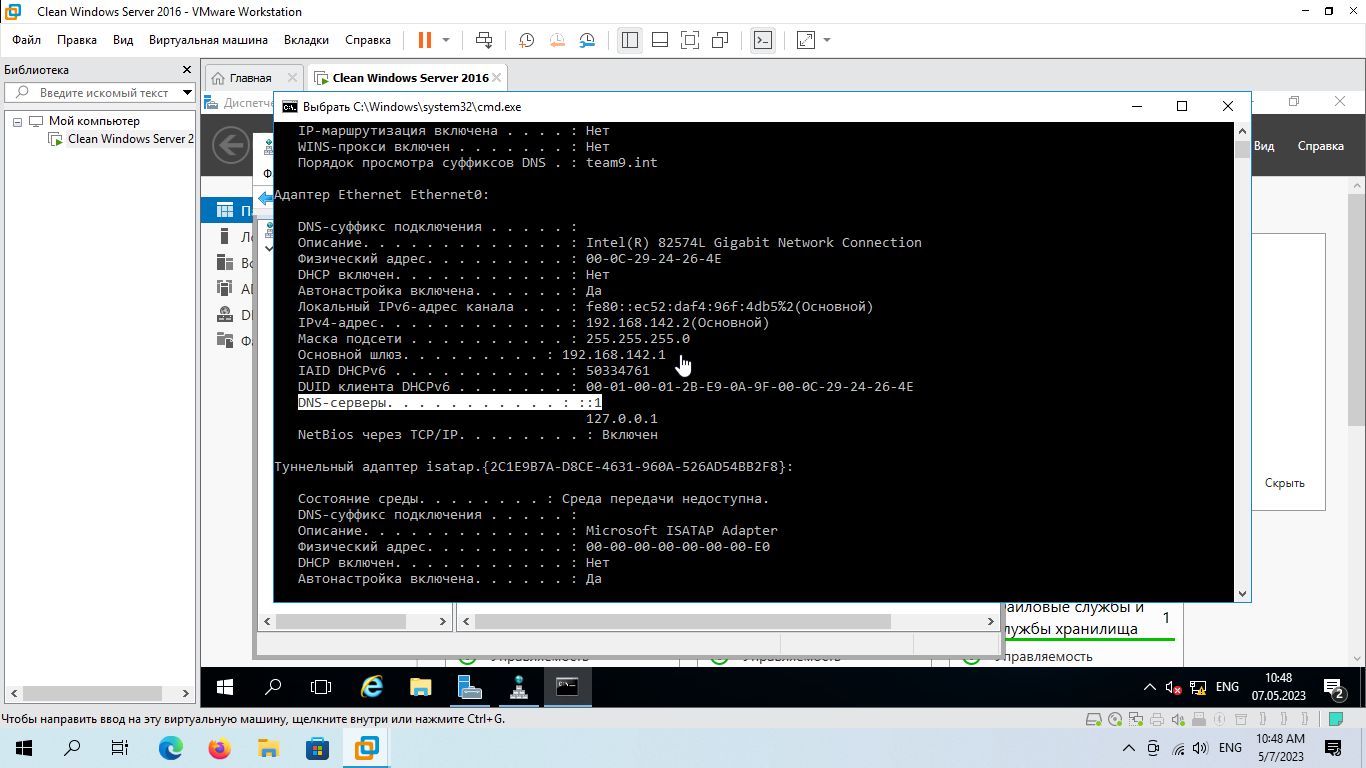 Clean Windows Server 2016 - VMware Workstation
Файл Правка Вид Виртуальная машина Вкладки Справка
Библиотека
Введите искомый текст
Мой компьютер
Clean Windows Server 2
Главная
Clean Windows Server 2016
Диспетче
Выбрать C:\Windows\system32\cmd.exe
Вид Справка
IP-маршрутизация включена . . . . : Нет
WINS-прокси включен . . . . . . . : Нет
Порядок просмотра суффиксов DNS . : team9.int
Адаптер Ethernet Ethernet0:
DNS-суффикс подключения . . . . . :
Описание. . . . . . . . . . . . . : Intel(R) 82574L Gigabit Network Connection
Физический адрес. . . . . . . . . : 00-0C-29-24-26-4E
DHCP включен. . . . . . . . . . . : Нет
Автонастройка включена. . . . . . : Да
Локальный IPv6-адрес канала . . . : fe80::ec52:daf4:96f:4db5%2(Основной)
IPv4-адрес. . . . . . . . . . . . : 192.168.142.2(Основной)
Маска подсети . . . . . . . . . . : 255.255.255.0
Основной шлюз. . . . . . . . . : 192.168.142.1
IAID DHCPv6 . . . . . . . . . . . : 50334761
DUID клиента DHCPv6 . . . . . . . : 00-01-00-01-2B-E9-0A-9F-00-0C-29-24-26-4E
DNS-серверы. . . . . . . . . . . : ::1
127.0.0.1
NetBios через TCP/IP. . . . . . . . : Включен
Туннельный адаптер isatap.{2C1E9B7A-D8CE-4631-960A-526AD54BB2F8}:
Состояние среды. . . . . . . . : Среда передачи недоступна.
DNS-суффикс подключения . . . . . :
Описание. . . . . . . . . . . . . : Microsoft ISATAP Adapter
Физический адрес. . . . . . . . . : 00-00-00-00-00-00-00-E0
DHCP включен. . . . . . . . . . . : Нет
Автонастройка включена. . . . . . : Да
Скрыть
айловые службы и
лужбы хранилища 1
Управляемость Управляемость Управляемость
ENG
10:48
07.05.2023
2
Чтобы направить ввод на эту виртуальную машину, щелкните внутри или нажмите Ctrl+G.
ENG
10:48 AM
5/7/2023